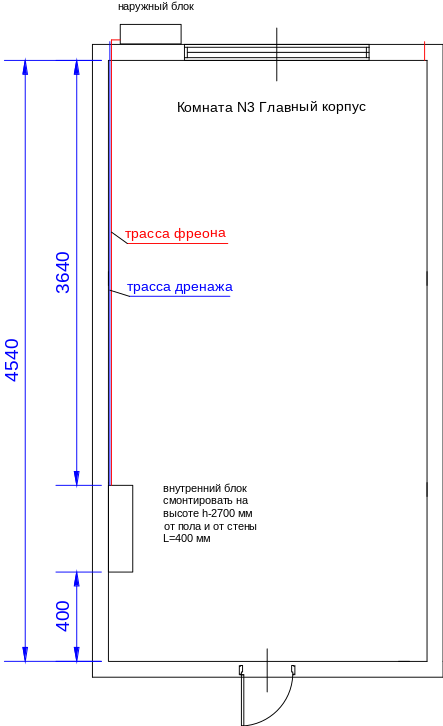 наружный блок
Комната N3 Главный корпус
трасса фреона
3640
трасса дренажа
4540
внутренний блок
смонтировать на
высоте h-2700 мм
от пола и от стены
L=400 мм
400